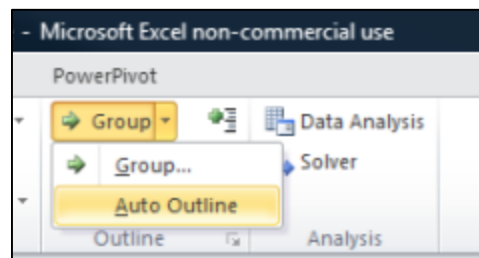 - Microsoft Excel non-commercial use
PowerPivot
Group Data Analysis
Group... Solver
Auto Outline
Outline Analysis